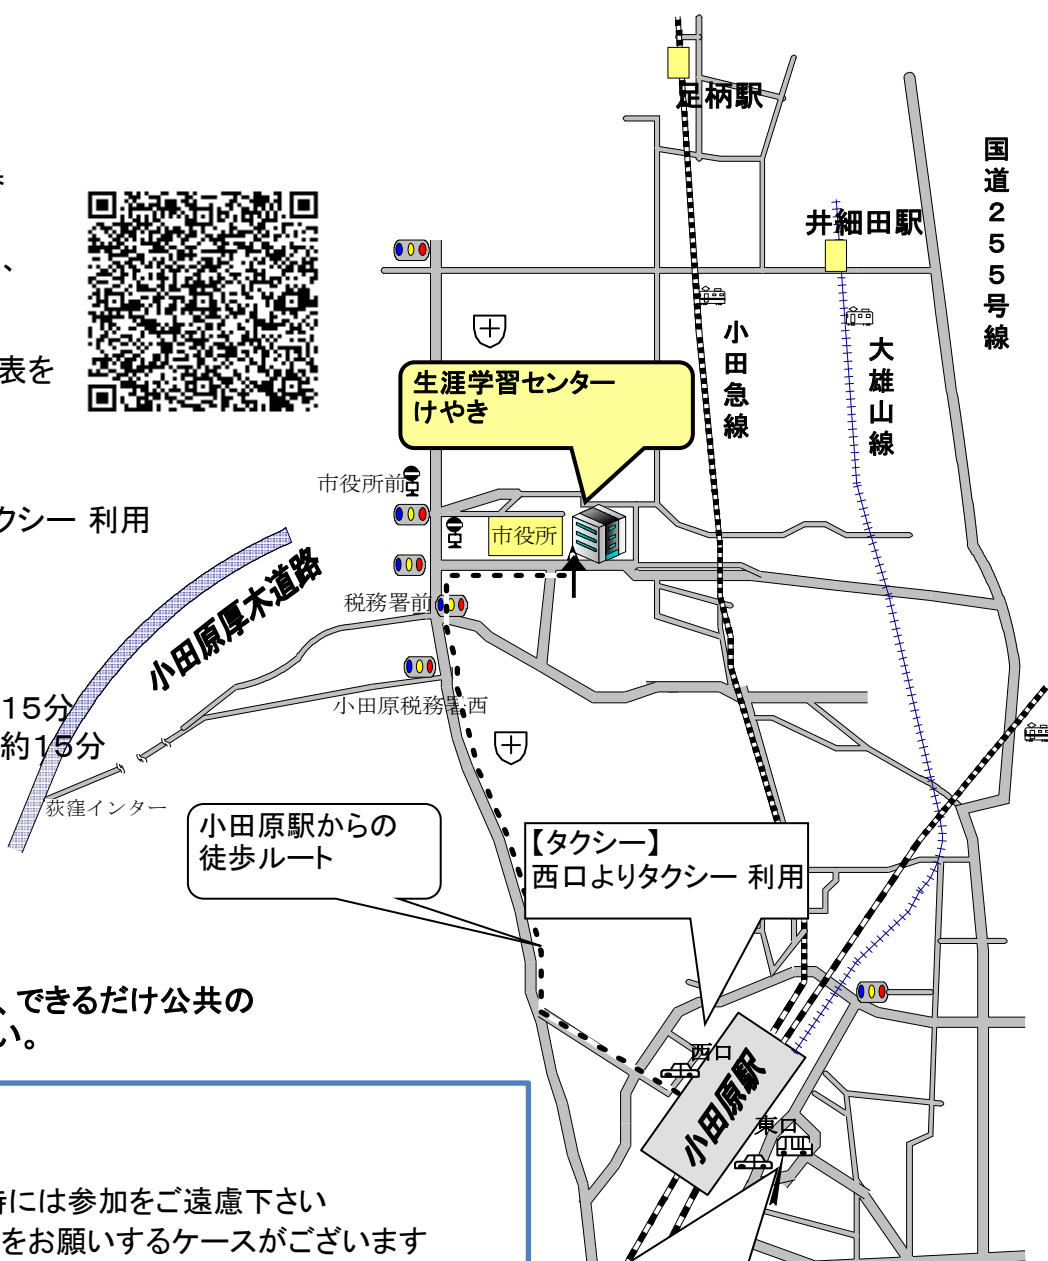 足柄駅
国道２５５号線
井細田駅
、
小田急線
大雄山線
表を
生涯学習センター
けやき
市役所前
クシー 利用
市役所
小田原厚木道路
税務署前
小田原税務署西
15分
約15分
荻窪インター
小田原駅からの
徒歩ルート
【タクシー】
西口よりタクシー 利用
、できるだけ公共の
い。
西口
小田原駅
東口
時には参加をご遠慮下さい
をお願いするケースがございます